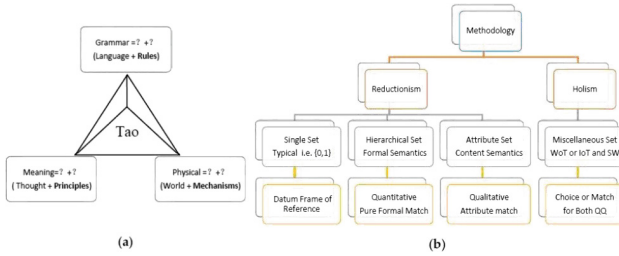 Grammar =? +?
(Language + Rules)
Tao
Meaning=? +?
( Thought + Principles)
Physical =? +?
(World + Mechanisms)
(a)
Methodology
Reductionism
Holism
Single Set
Typical i.e. {0,1}
Hierarchical Set
Formal Semantics
Attribute Set
Content Semantics
Miscellaneous Set
WoT or IoT and SW
Datum Frame of
Reference
Quantitative
Pure Formal Match
Qualitative
Attribute match
Choice or Match
for Both QQ
(b)